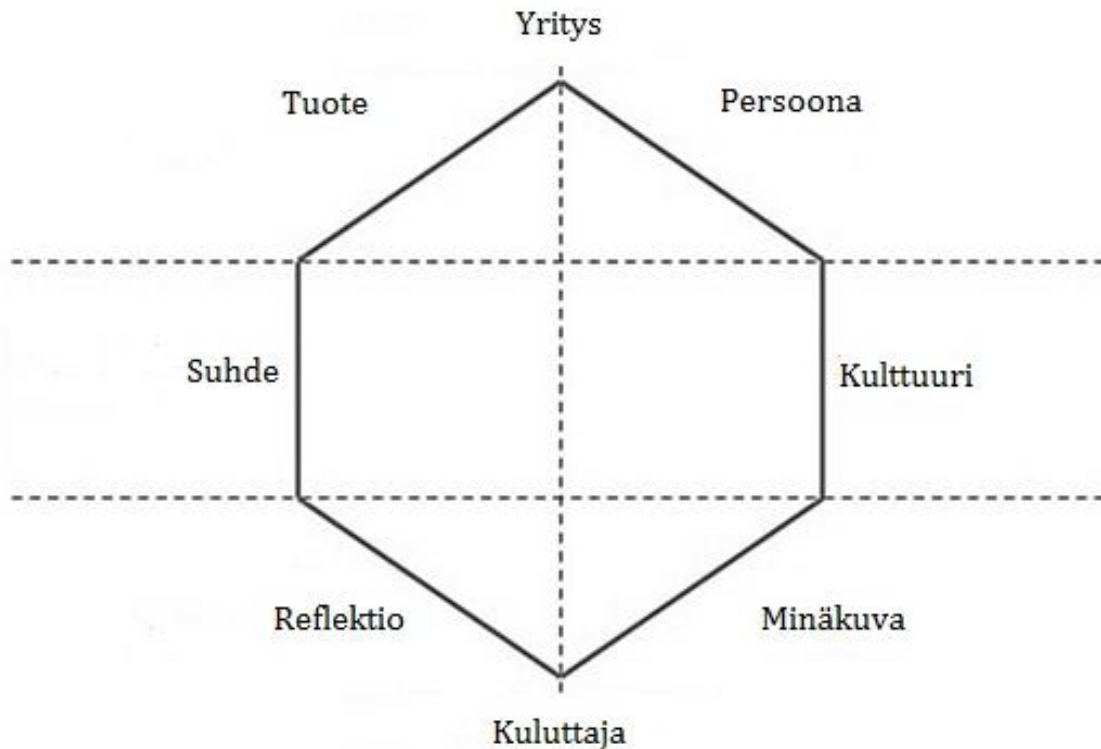 Yritys
Tuote
Persoona
Suhde
Kulttuuri
Reflektio
Minäkuva
Kuluttaja